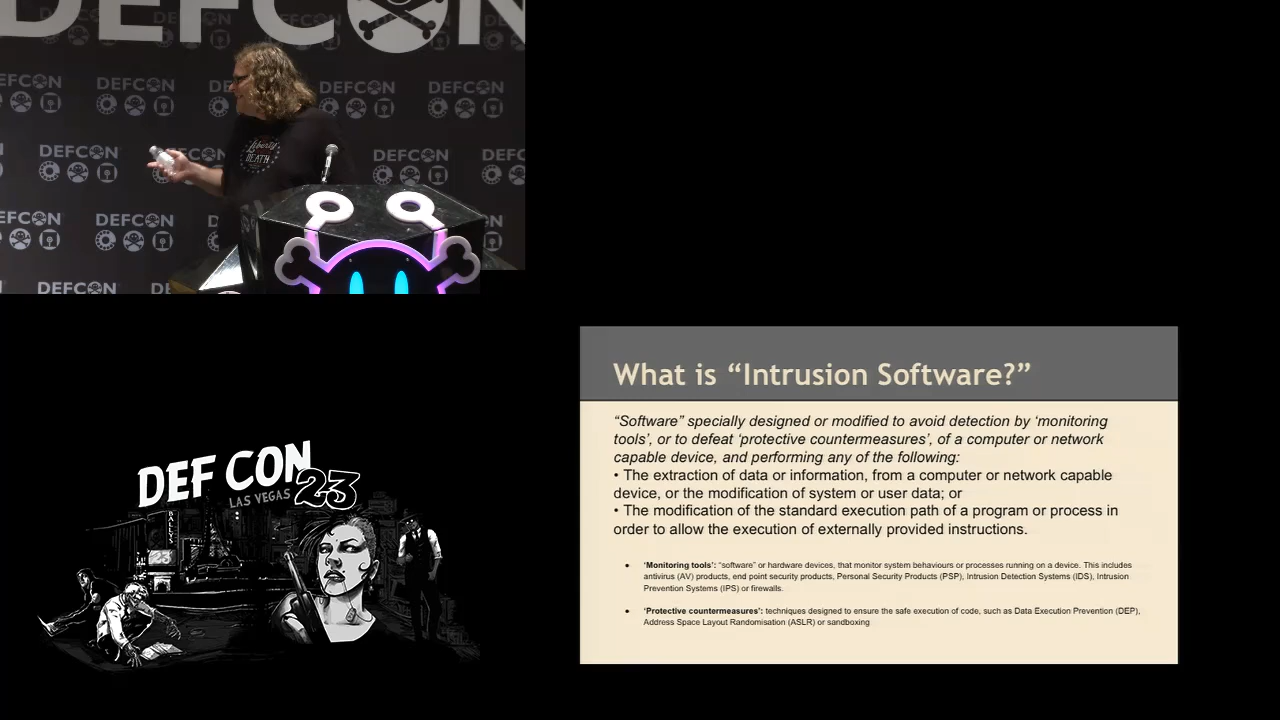 DEFCON
DEFCON
DEFCON
DEFCON
DEFCON
DEFCON
DEFCON
DEFCON
DEFCON
DEFCON
DEFCON
Liberty
DEATH
What is “Intrusion Software?”
“Software” specially designed or modified to avoid detection by ‘monitoring
tools’, or to defeat ‘protective countermeasures’, of a computer or network
capable device, and performing any of the following:
• The extraction of data or information, from a computer or network capable
device, or the modification of system or user data; or
• The modification of the standard execution path of a program or process in
order to allow the execution of externally provided instructions.
• ‘Monitoring tools’: “software” or hardware devices, that monitor system behaviours or processes running on a device. This includes
antivirus (AV) products, end point security products, Personal Security Products (PSP), Intrusion Detection Systems (IDS), Intrusion
Prevention Systems (IPS) or firewalls.
• ‘Protective countermeasures’: techniques designed to ensure the safe execution of code, such as Data Execution Prevention (DEP),
Address Space Layout Randomisation (ASLR) or sandboxing
DEF CON
LAS VEGAS 23
BALLYS
23